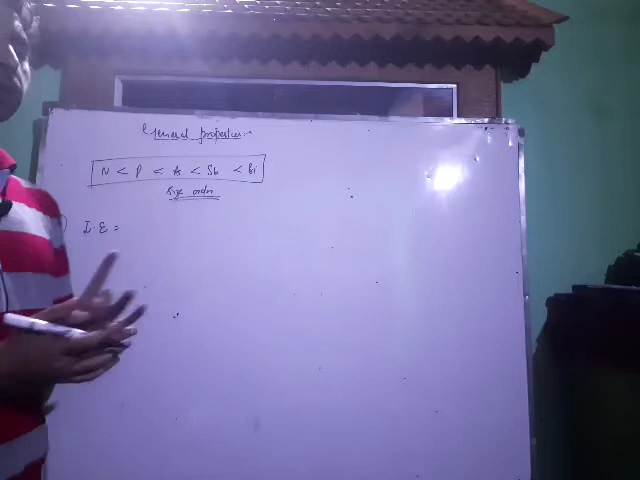 General properties:-
N < P < As < Sb < Bi
Size order
I.E =